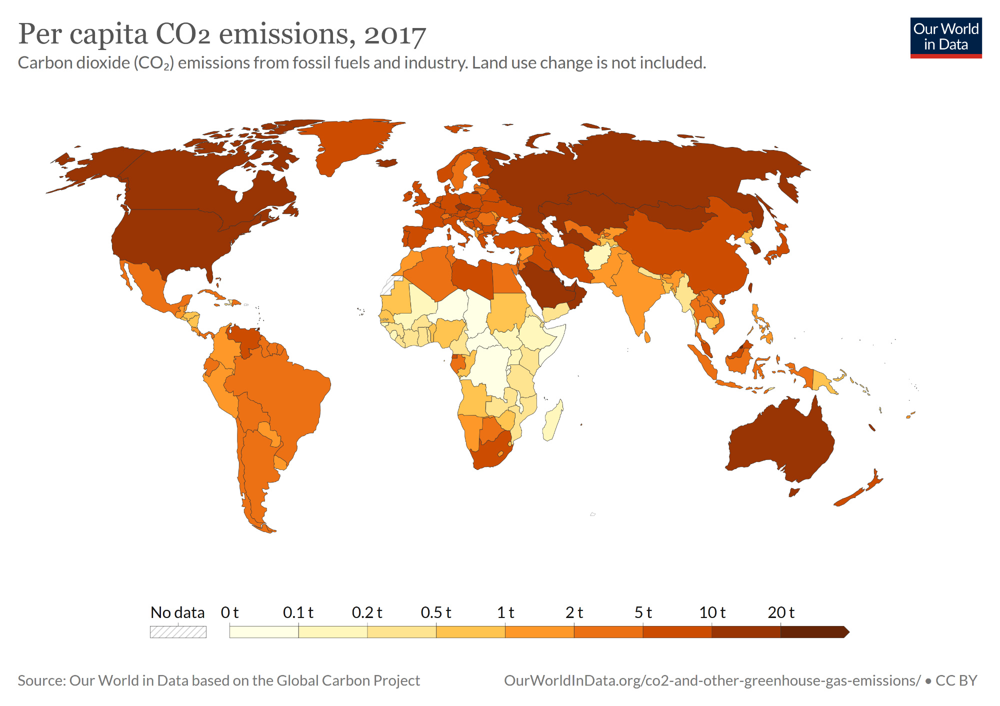 Per capita CO2 emissions, 2017
Carbon dioxide (CO₂) emissions from fossil fuels and industry. Land use change is not included.
Our World
in Data
No data 0 t 0.1 t 0.2 t 0.5 t 1 t 2 t 5 t 10 t 20 t
Source: Our World in Data based on the Global Carbon Project
OurWorldInData.org/co2-and-other-greenhouse-gas-emissions/ • CC BY